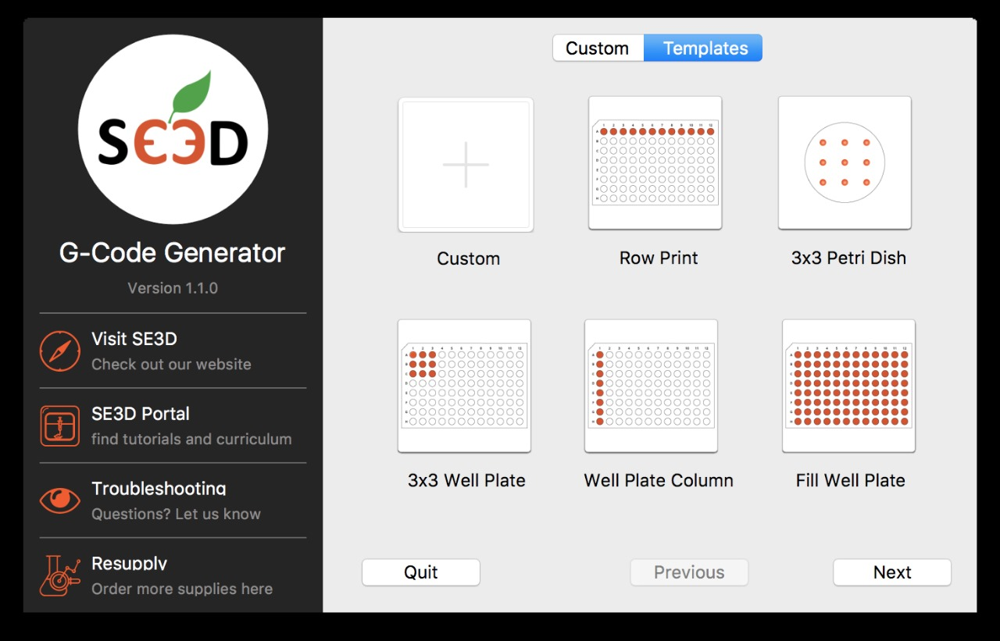 SE3D
G-Code Generator
Version 1.1.0
Visit SE3D
Check out our website
SE3D Portal
find tutorials and curriculum
Troubleshooting
Questions? Let us know
Resupply
Order more supplies here
Custom Templates
Custom
Row Print
3x3 Petri Dish
3x3 Well Plate
Well Plate Column
Fill Well Plate
Quit
Previous
Next